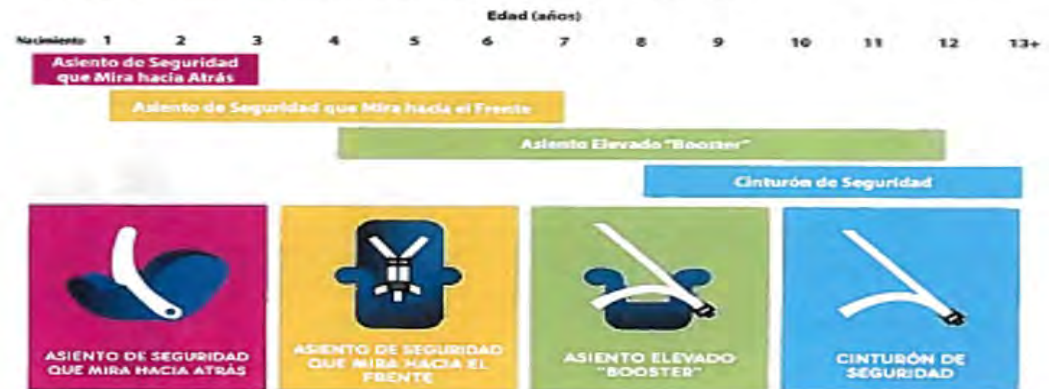 Edad (años)
Nacimiento 1 2 3 4 5 6 7 8 9 10 11 12 13+
Asiento de Seguridad
que Mira hacia Atrás
Asiento de Seguridad que Mira hacia el Frente
Asiento Elevado "Booster"
Cinturón de Seguridad
ASIENTO DE SEGURIDAD
QUE MIRA HACIA ATRÁS
ASIENTO DE SEGURIDAD
QUE MIRA HACIA EL
FRENTE
ASIENTO ELEVADO
"BOOSTER"
CINTURÓN DE
SEGURIDAD